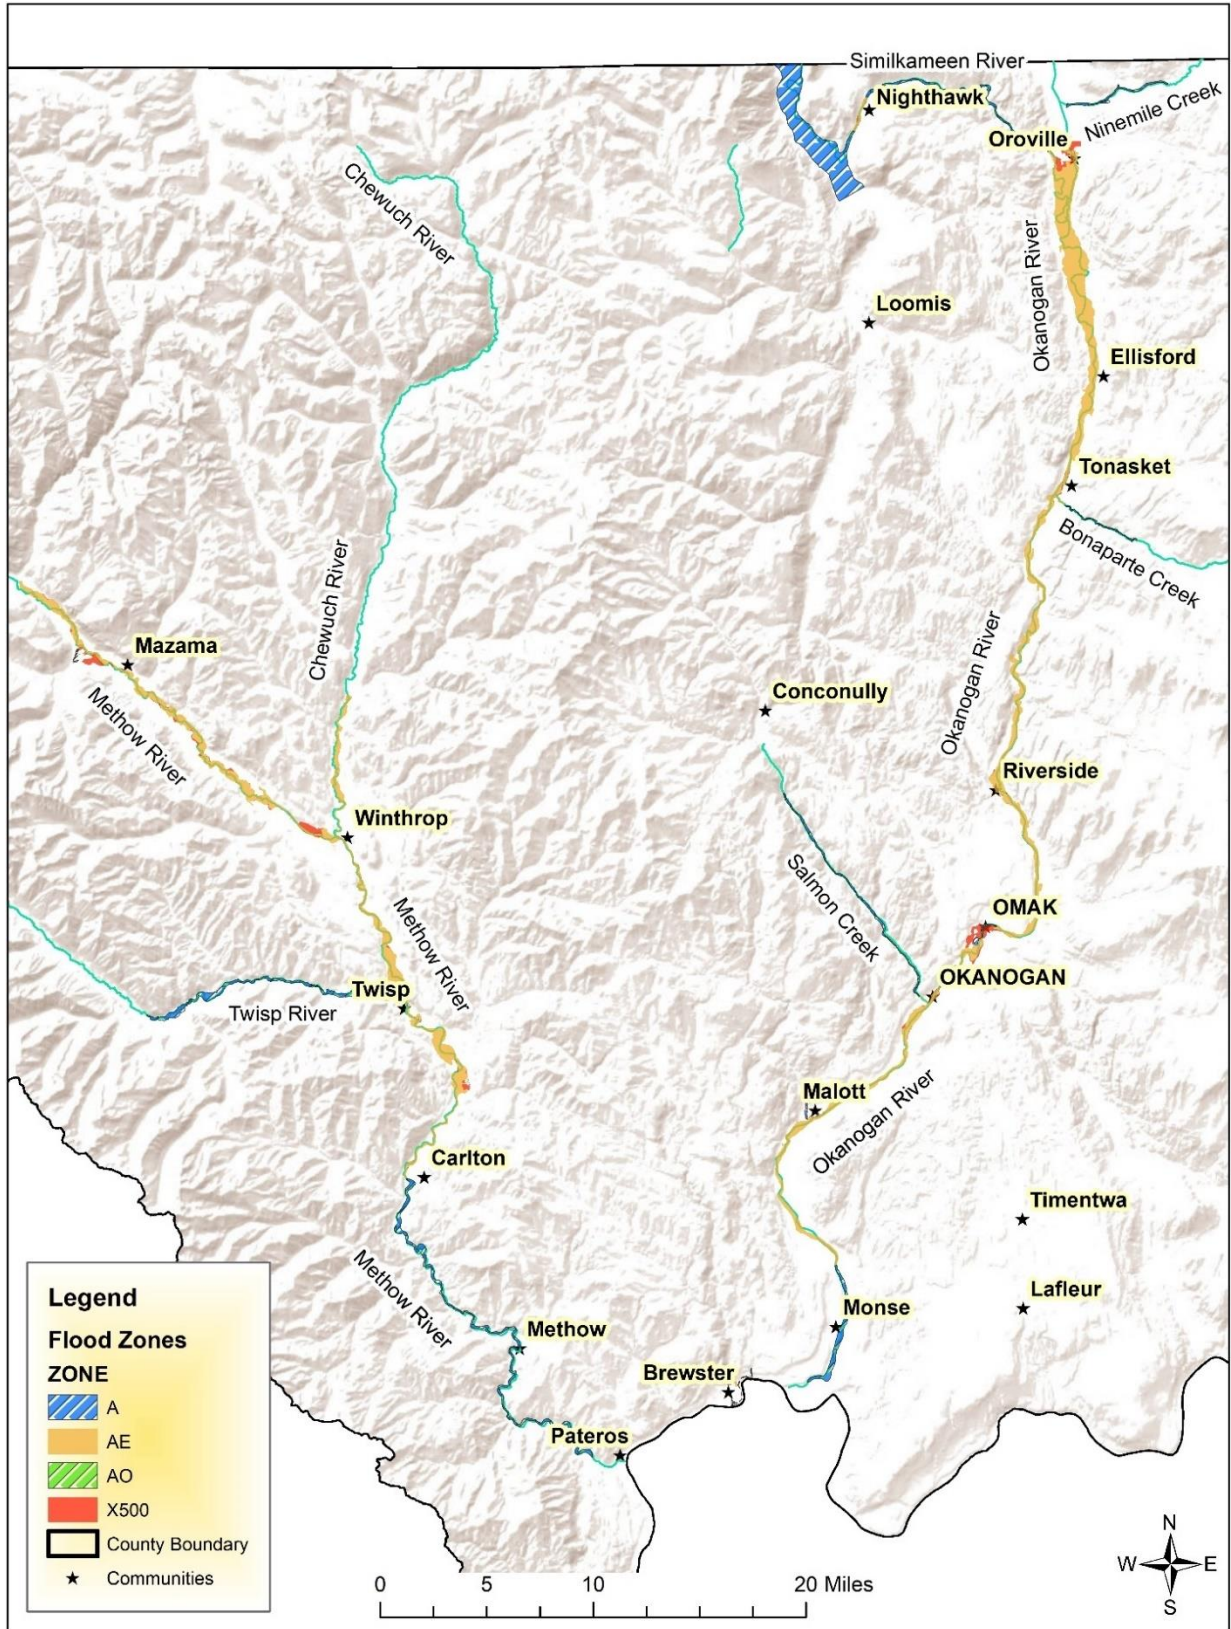 Similkameen River
Nighthawk
Ninemile Creek
Oroville
Chewuch River
Okanogan River
Loomis
Ellisford
Tonasket
Bonaparte Creek
Chewuch River
Mazama
Okanogan River
Conconully
Methow River
Riverside
Winthrop
Salmon Creek
OMAK
Methow River
OKANOGAN
Twisp
Twisp River
Malott
Okanogan River
Carlton
Timentwa
Methow River
Lafleur
Monse
Methow
Brewster
Pateros
Legend
Flood Zones
ZONE
A
AE
AO
X500
County Boundary
Communities
0 5 10 20 Miles
N
W E
S